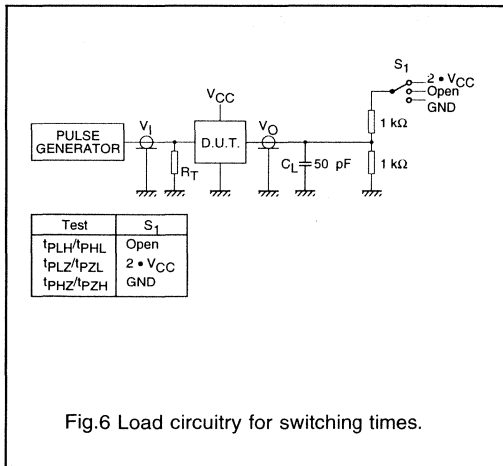 S1
2 • VCC
Open
GND
VCC
1 kΩ
PULSE GENERATOR
VI
D.U.T.
VO
RT
CL
50 pF
1 kΩ
Test S1
tPLH/tPHL Open
tPLZ/tPZL 2 • VCC
tPHZ/tPZH GND
Fig.6 Load circuitry for switching times.